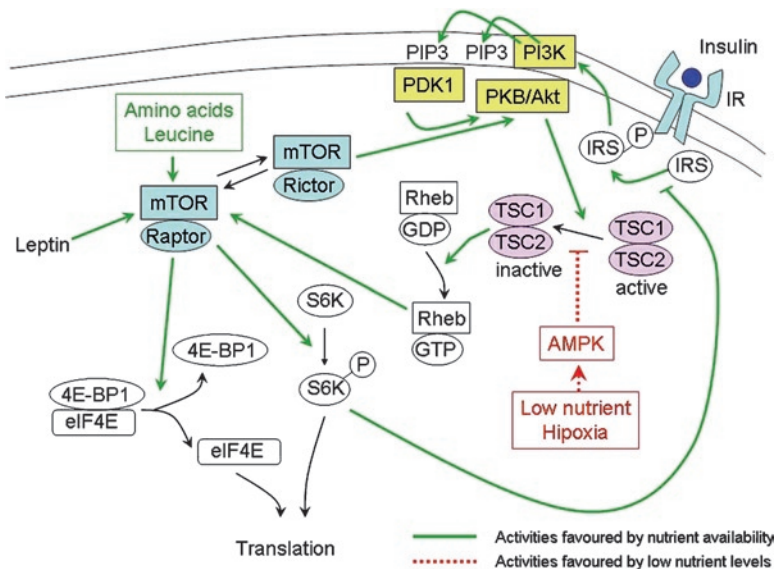 PIP3 PIP3 PI3K
Insulin
PDK1
PKB/Akt
IR
P
IRS
IRS
Amino acids
Leucine
mTOR
Rictor
mTOR
Raptor
Leptin
Rheb
GDP
TSC1
TSC2
inactive
TSC1
TSC2
active
S6K
Rheb
GTP
4E-BP1
P
S6K
AMPK
4E-BP1
eIF4E
Low nutrient
Hipoxia
eIF4E
Translation
Activities favoured by nutrient availability
Activities favoured by low nutrient levels